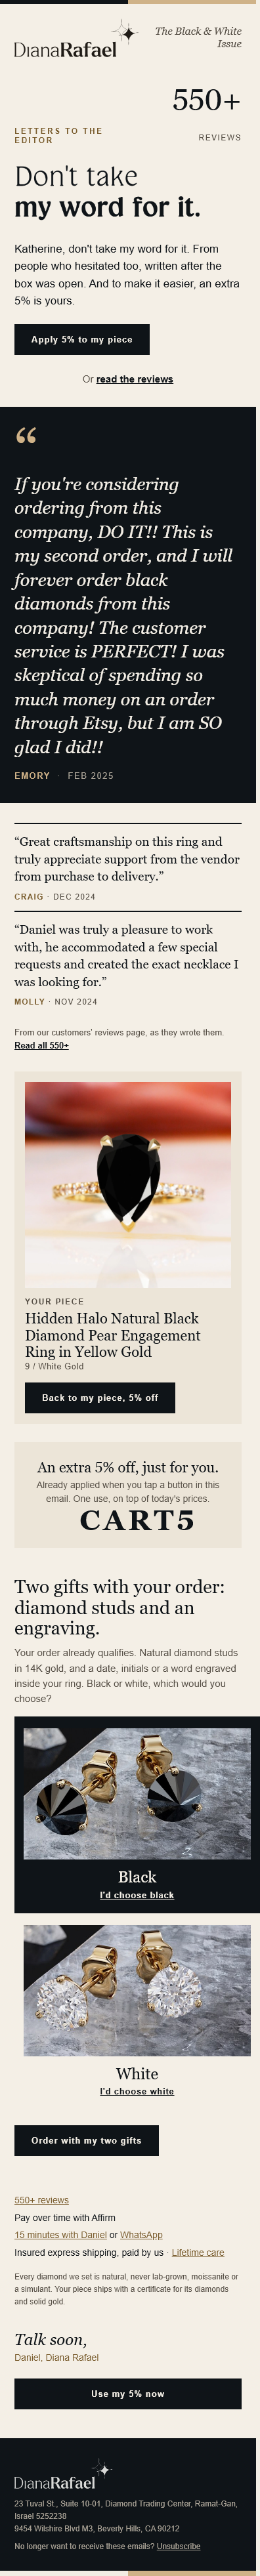 DianaRafael
The Black & White
Issue
550+
LETTERS TO THE
EDITOR
REVIEWS
Don't take
my word for it.
Katherine, don't take my word for it. From
people who hesitated too, written after the
box was open. And to make it easier, an extra
5% is yours.
Apply 5% to my piece
Or read the reviews
“
If you're considering
ordering from this
company, DO IT!! This is
my second order, and I will
forever order black
diamonds from this
company! The customer
service is PERFECT! I was
skeptical of spending so
much money on an order
through Etsy, but I am SO
glad I did!!
EMORY · FEB 2025
“Great craftsmanship on this ring and
truly appreciate support from the vendor
from purchase to delivery.”
CRAIG · DEC 2024
“Daniel was truly a pleasure to work
with, he accommodated a few special
requests and created the exact necklace I
was looking for.”
MOLLY · NOV 2024
From our customers' reviews page, as they wrote them.
Read all 550+
YOUR PIECE
Hidden Halo Natural Black
Diamond Pear Engagement
Ring in Yellow Gold
9 / White Gold
Back to my piece, 5% off
An extra 5% off, just for you.
Already applied when you tap a button in this
email. One use, on top of today's prices.
CART5
Two gifts with your order:
diamond studs and an
engraving.
Your order already qualifies. Natural diamond studs
in 14K gold, and a date, initials or a word engraved
inside your ring. Black or white, which would you
choose?
Black
I'd choose black
White
I'd choose white
Order with my two gifts
550+ reviews
Pay over time with Affirm
15 minutes with Daniel or WhatsApp
Insured express shipping, paid by us · Lifetime care
Every diamond we set is natural, never lab-grown, moissanite or
a simulant. Your piece ships with a certificate for its diamonds
and solid gold.
Talk soon,
Daniel, Diana Rafael
Use my 5% now
DianaRafael
23 Tuval St., Suite 10-01, Diamond Trading Center, Ramat-Gan,
Israel 5252238
9454 Wilshire Blvd M3, Beverly Hills, CA 90212
No longer want to receive these emails? Unsubscribe